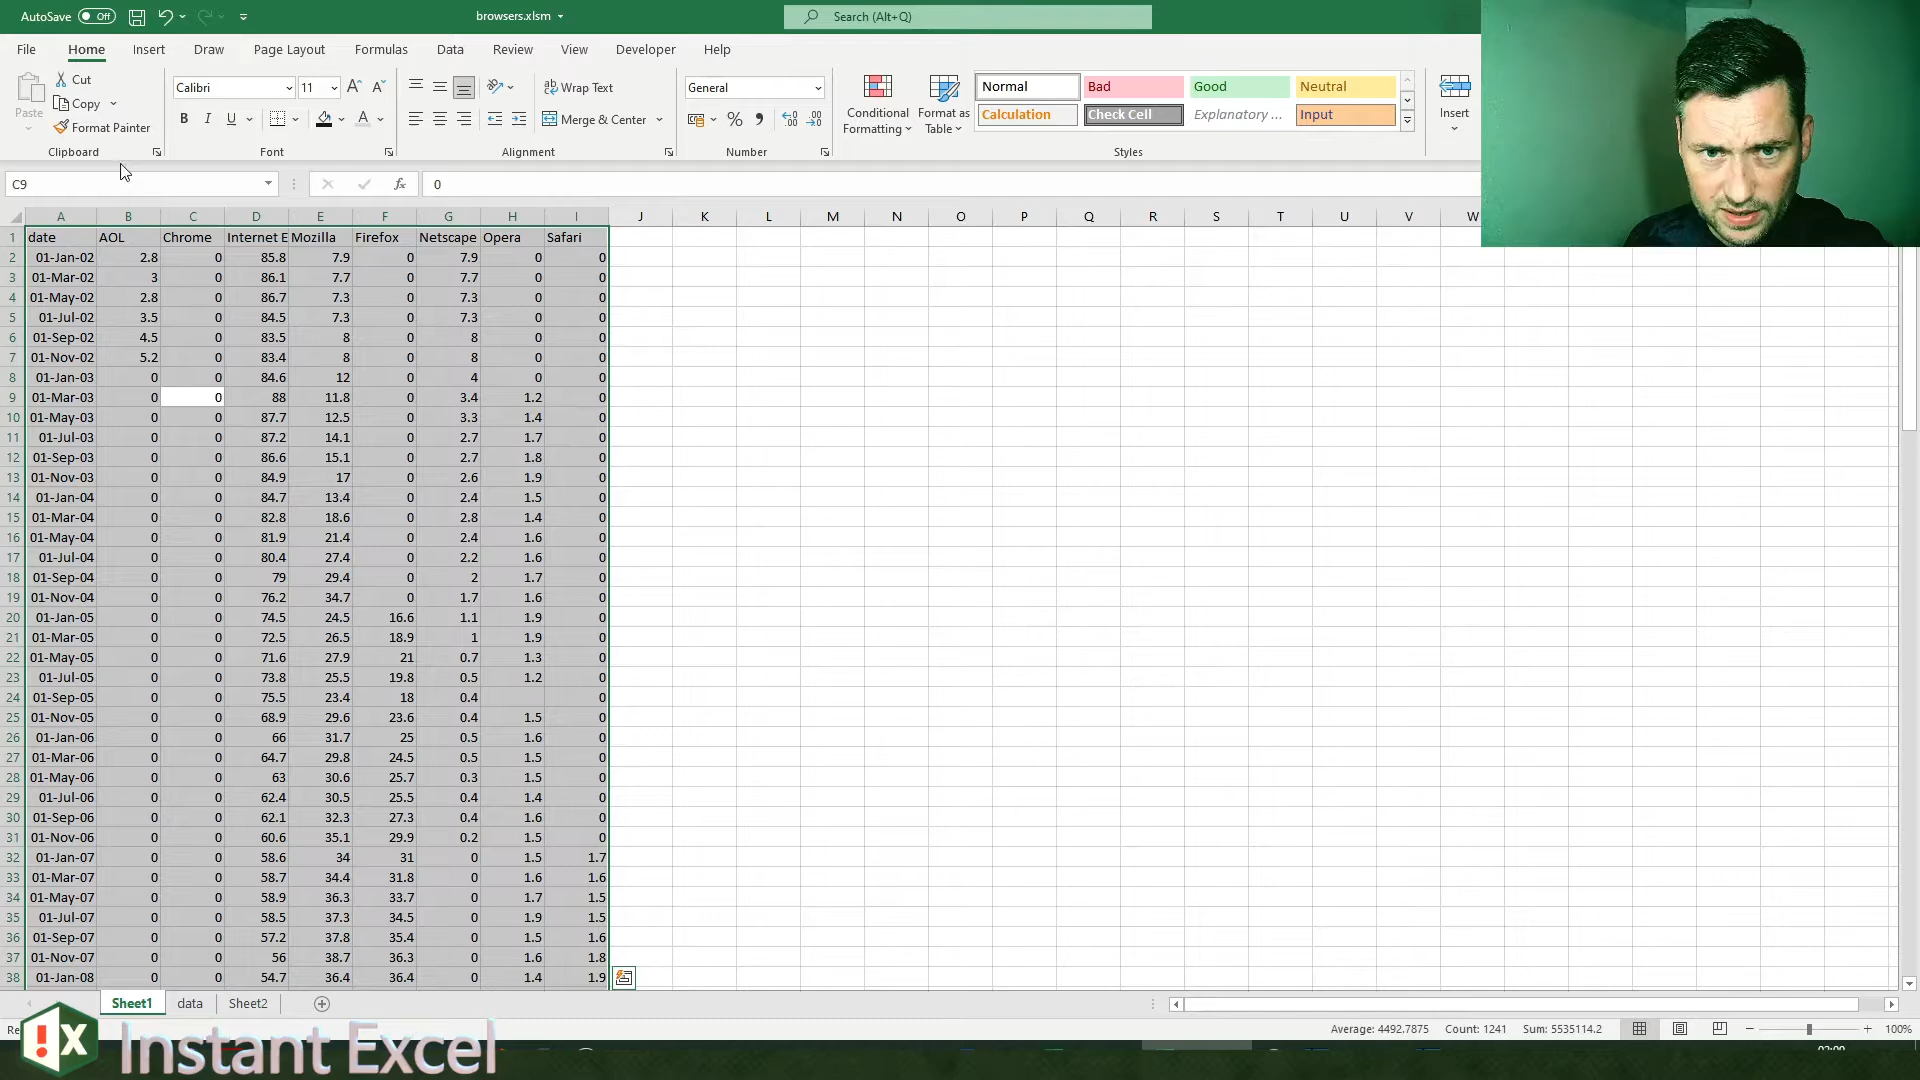 AutoSave Off browsers.xlsm Search (Alt+Q)
File Home Insert Draw Page Layout Formulas Data Review View Developer Help
Paste Cut Copy Format Painter Clipboard
Calibri 11 A A B I U A Font
Wrap Text Merge & Center Alignment
General % Number
Conditional Formatting Format as Table
Normal Bad Good Neutral
Calculation Check Cell Explanatory ... Input
Styles Insert
C9 fx 0
A B C D E F G H I J K L M N O P Q R S T U V W
1 date AOL Chrome Internet E Mozilla Firefox Netscape Opera Safari
2 01-Jan-02 2.8 0 85.8 7.9 0 7.9 0 0
3 01-Mar-02 3 0 86.1 7.7 0 7.7 0 0
4 01-May-02 2.8 0 86.7 7.3 0 7.3 0 0
5 01-Jul-02 3.5 0 84.5 7.3 0 7.3 0 0
6 01-Sep-02 4.5 0 83.5 8 0 8 0 0
7 01-Nov-02 5.2 0 83.4 8 0 8 0 0
8 01-Jan-03 0 0 84.6 12 0 4 0 0
9 01-Mar-03 0 0 88 11.8 0 3.4 1.2 0
10 01-May-03 0 0 87.7 12.5 0 3.3 1.4 0
11 01-Jul-03 0 0 87.2 14.1 0 2.7 1.7 0
12 01-Sep-03 0 0 86.6 15.1 0 2.7 1.8 0
13 01-Nov-03 0 0 84.9 17 0 2.6 1.9 0
14 01-Jan-04 0 0 84.7 13.4 0 2.4 1.5 0
15 01-Mar-04 0 0 82.8 18.6 0 2.8 1.4 0
16 01-May-04 0 0 81.9 21.4 0 2.4 1.6 0
17 01-Jul-04 0 0 80.4 27.4 0 2.2 1.6 0
18 01-Sep-04 0 0 79 29.4 0 2 1.7 0
19 01-Nov-04 0 0 76.2 34.7 0 1.7 1.6 0
20 01-Jan-05 0 0 74.5 24.5 16.6 1.1 1.9 0
21 01-Mar-05 0 0 72.5 26.5 18.9 1 1.9 0
22 01-May-05 0 0 71.6 27.9 21 0.7 1.3 0
23 01-Jul-05 0 0 73.8 25.5 19.8 0.5 1.2 0
24 01-Sep-05 0 0 75.5 23.4 18 0.4 0
25 01-Nov-05 0 0 68.9 29.6 23.6 0.4 1.5 0
26 01-Jan-06 0 0 66 31.7 25 0.5 1.6 0
27 01-Mar-06 0 0 64.7 29.8 24.5 0.5 1.5 0
28 01-May-06 0 0 63 30.6 25.7 0.3 1.5 0
29 01-Jul-06 0 0 62.4 30.5 25.5 0.4 1.4 0
30 01-Sep-06 0 0 62.1 32.3 27.3 0.4 1.6 0
31 01-Nov-06 0 0 60.6 35.1 29.9 0.2 1.5 0
32 01-Jan-07 0 0 58.6 34 31 0 1.5 1.7
33 01-Mar-07 0 0 58.7 34.4 31.8 0 1.6 1.6
34 01-May-07 0 0 58.9 36.3 33.7 0 1.7 1.5
35 01-Jul-07 0 0 58.5 37.3 34.5 0 1.9 1.5
36 01-Sep-07 0 0 57.2 37.8 35.4 0 1.5 1.6
37 01-Nov-07 0 0 56 38.7 36.3 0 1.6 1.8
38 01-Jan-08 0 0 54.7 36.4 36.4 0 1.4 1.9
Sheet1 data Sheet2
Average: 4492.7875 Count: 1241 Sum: 5535114.2 100%
!X Instant Excel